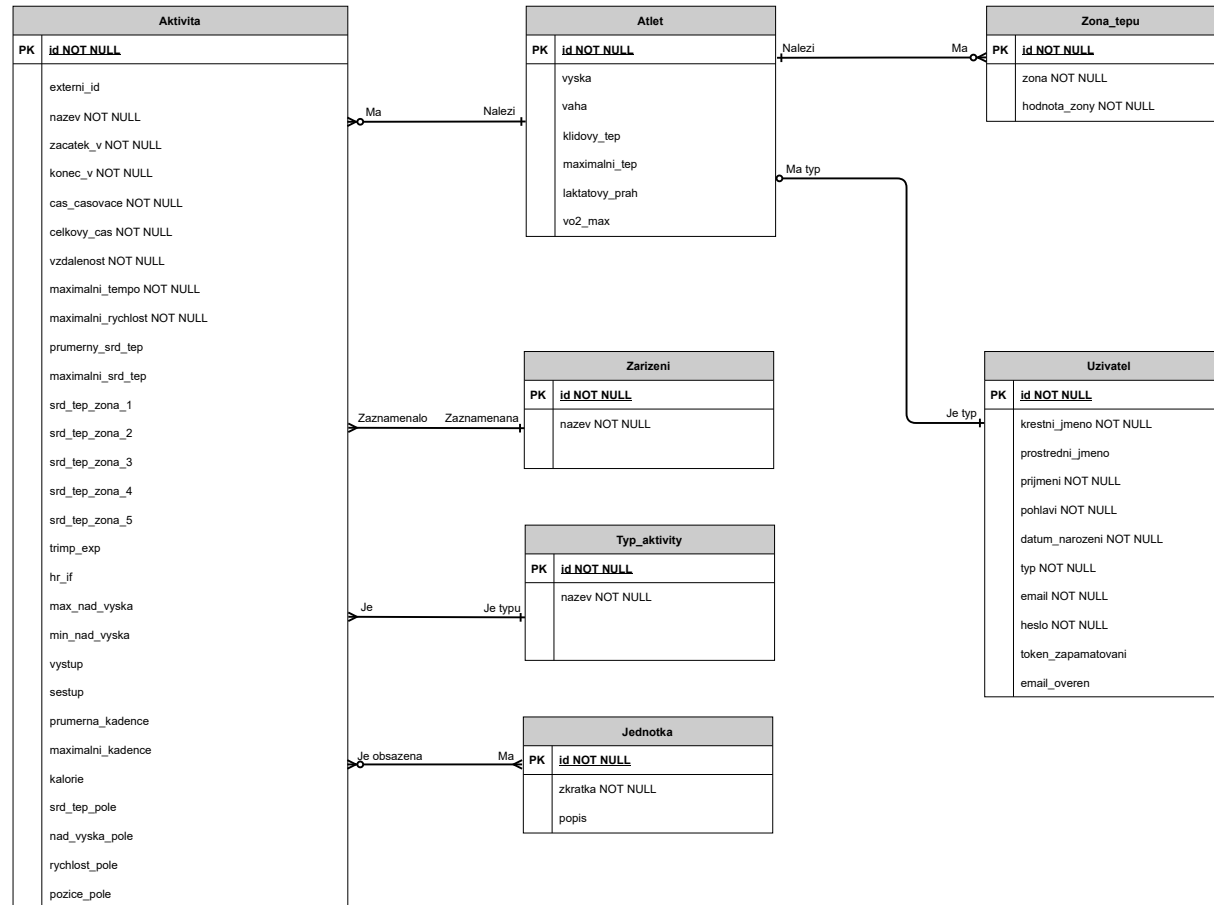 Aktivita
PK id NOT NULL
externi_id
nazev NOT NULL
zacatek_v NOT NULL
konec_v NOT NULL
cas_casovace NOT NULL
celkovy_cas NOT NULL
vzdalenost NOT NULL
maximalni_tempo NOT NULL
maximalni_rychlost NOT NULL
prumerny_srd_tep
maximalni_srd_tep
srd_tep_zona_1
srd_tep_zona_2
srd_tep_zona_3
srd_tep_zona_4
srd_tep_zona_5
trimp_exp
hr_if
max_nad_vyska
min_nad_vyska
vystup
sestup
prumerna_kadence
maximalni_kadence
kalorie
srd_tep_pole
nad_vyska_pole
rychlost_pole
pozice_pole
Ma Nalezi
Atlet
PK id NOT NULL
vyska
vaha
klidovy_tep
maximalni_tep
laktatovy_prah
vo2_max
Nalezi Ma
Zona_tepu
PK id NOT NULL
zona NOT NULL
hodnota_zony NOT NULL
Ma typ
Je typ
Zaznamenalo Zaznamenana
Zarizeni
PK id NOT NULL
nazev NOT NULL
Je Je typu
Typ_aktivity
PK id NOT NULL
nazev NOT NULL
Je obsazena Ma
Jednotka
PK id NOT NULL
zkratka NOT NULL
popis
Uzivatel
PK id NOT NULL
krestni_jmeno NOT NULL
prostredni_jmeno
prijmeni NOT NULL
pohlavi NOT NULL
datum_narozeni NOT NULL
typ NOT NULL
email NOT NULL
heslo NOT NULL
token_zapamatovani
email_overen